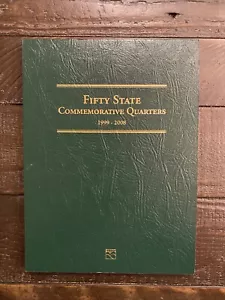 FIFTY STATE
COMMEMORATIVE QUARTERS
1999 - 2008